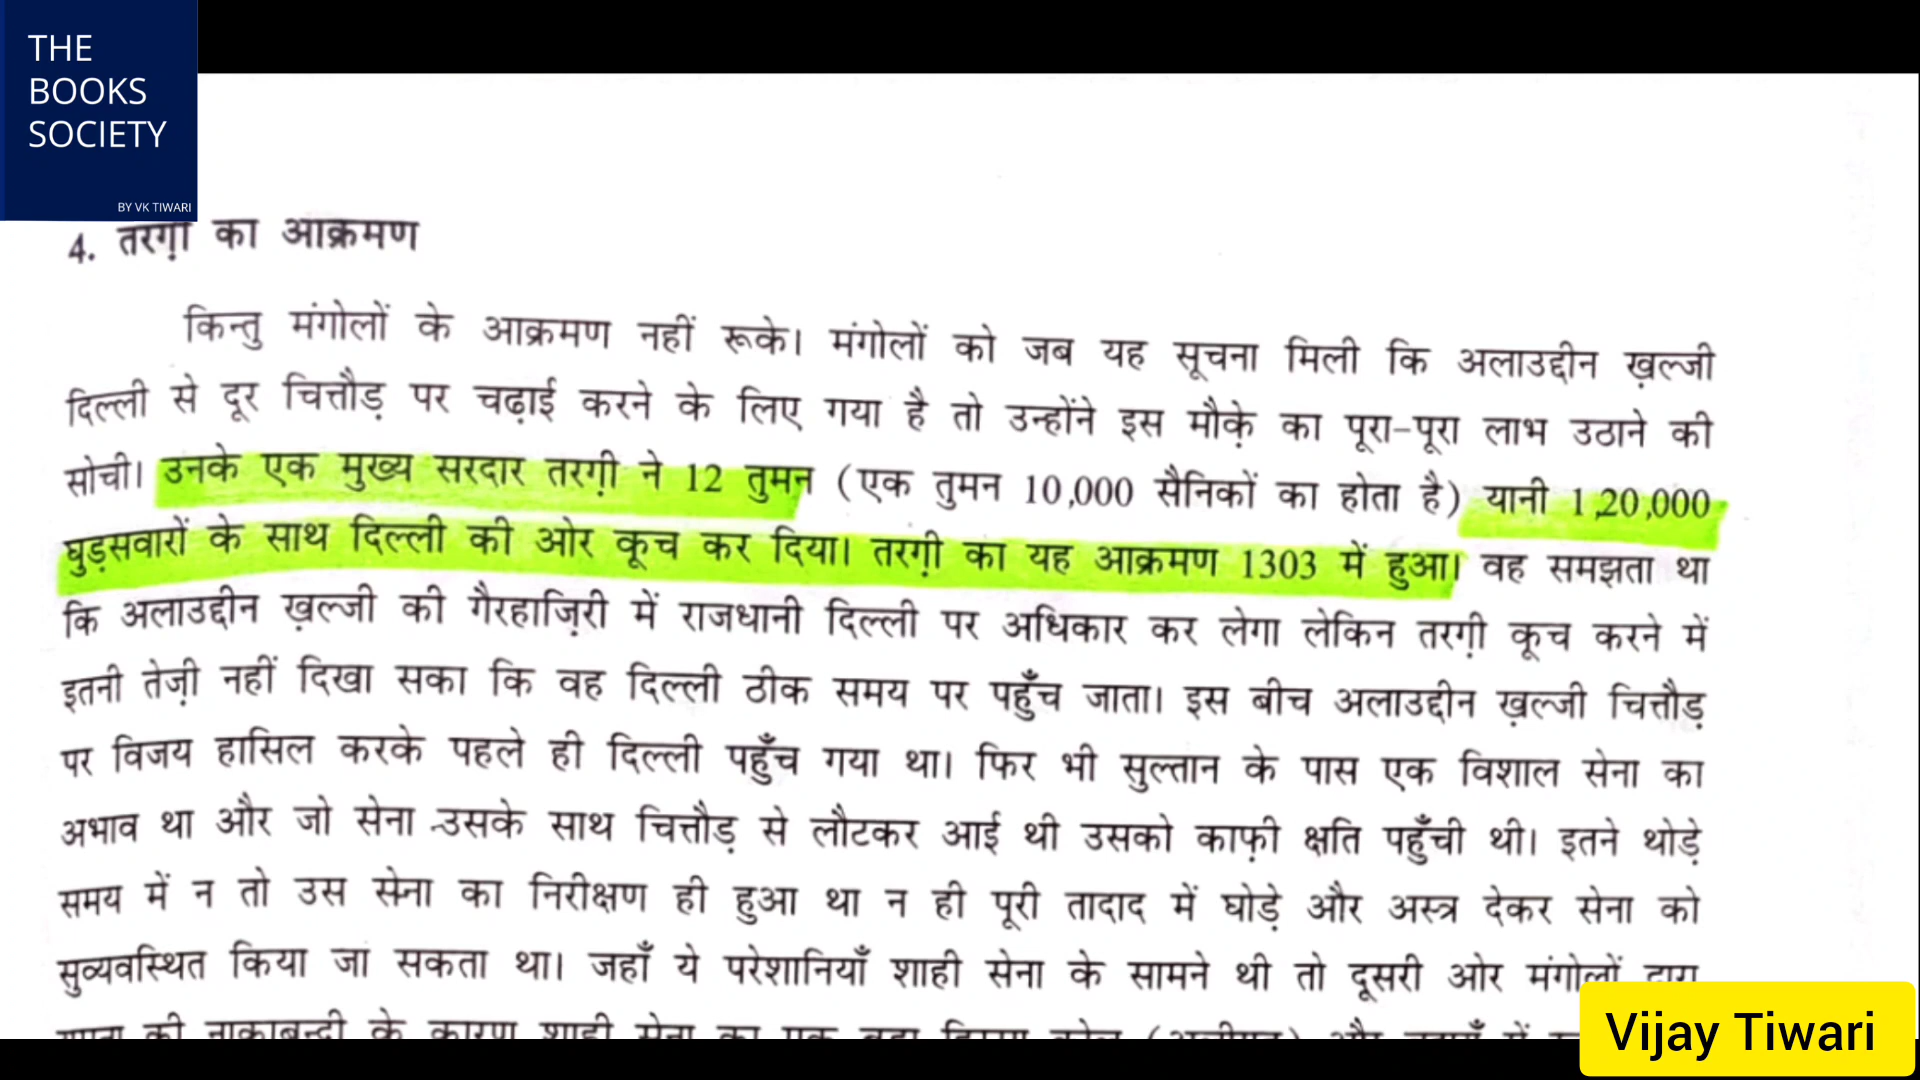 THE
BOOKS
SOCIETY
BY VK TIWARI
4. तरग़ी का आक्रमण
किन्तु मंगोलों के आक्रमण नहीं रूके। मंगोलों को जब यह सूचना मिली कि अलाउद्दीन ख़ल्जी
दिल्ली से दूर चित्तौड़ पर चढ़ाई करने के लिए गया है तो उन्होंने इस मौक़े का पूरा-पूरा लाभ उठाने की
सोची। उनके एक मुख्य सरदार तरग़ी ने 12 तुमन (एक तुमन 10,000 सैनिकों का होता है) यानी 1,20,000
घुड़सवारों के साथ दिल्ली की ओर कूच कर दिया। तरग़ी का यह आक्रमण 1303 में हुआ। वह समझता था
कि अलाउद्दीन ख़ल्जी की गैरहाज़िरी में राजधानी दिल्ली पर अधिकार कर लेगा लेकिन तरग़ी कूच करने में
इतनी तेज़ी नहीं दिखा सका कि वह दिल्ली ठीक समय पर पहुँच जाता। इस बीच अलाउद्दीन ख़ल्जी चित्तौड़
पर विजय हासिल करके पहले ही दिल्ली पहुँच गया था। फिर भी सुल्तान के पास एक विशाल सेना का
अभाव था और जो सेना उसके साथ चित्तौड़ से लौटकर आई थी उसको काफ़ी क्षति पहुँची थी। इतने थोड़े
समय में न तो उस सेना का निरीक्षण ही हुआ था न ही पूरी तादाद में घोड़े और अस्त्र देकर सेना को
सुव्यवस्थित किया जा सकता था। जहाँ ये परेशानियाँ शाही सेना के सामने थी तो दूसरी ओर मंगोलों द्वारा
की नाकाबन्दी के कारण शाही सेना का एक बड़ा हिस्सा और में
Vijay Tiwari